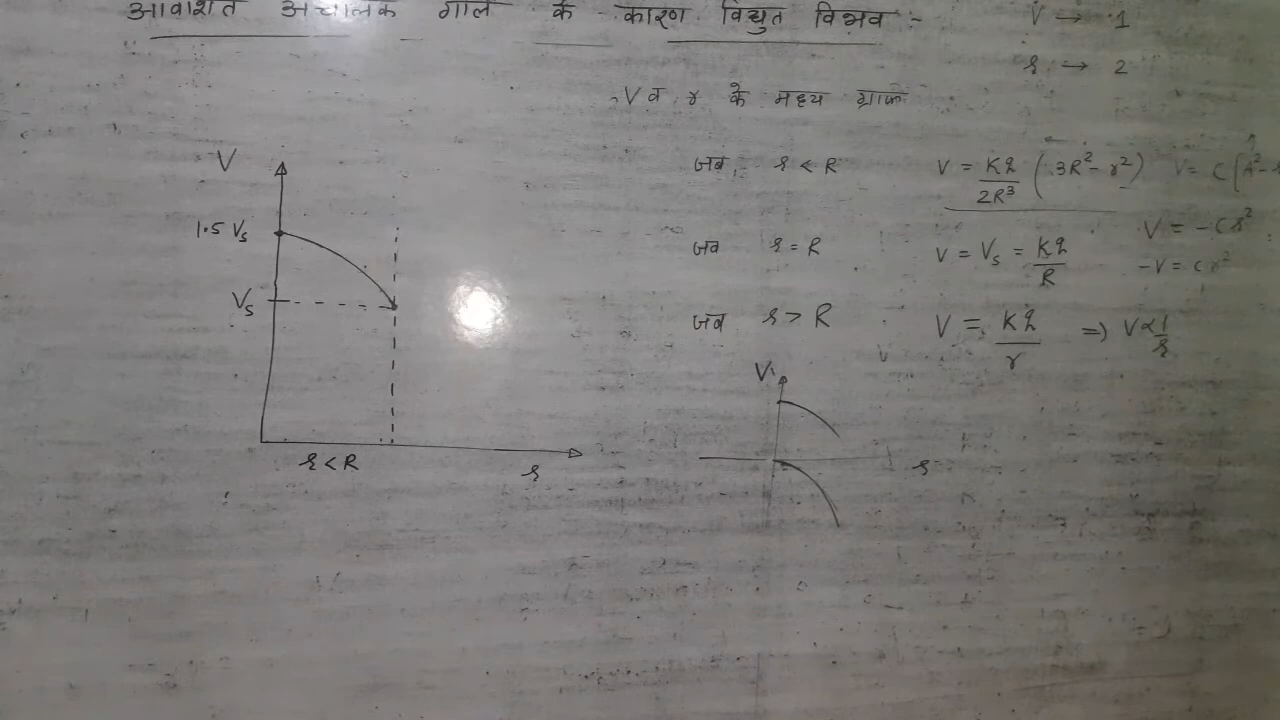 आवेशित अचालक गोले के कारण विद्युत विभव :-
V → 1
r → 2
V व r के मध्य ग्राफ
जब r < R V = Kq/2R³ (3R² - r²)
जब r = R V = Vs = Kq/R
V = -Cr²
-V = Cr²
जब r > R V = Kq/r ⇒ V ∝ 1/r
V
1.5 Vs
Vs
r < R r
V
r